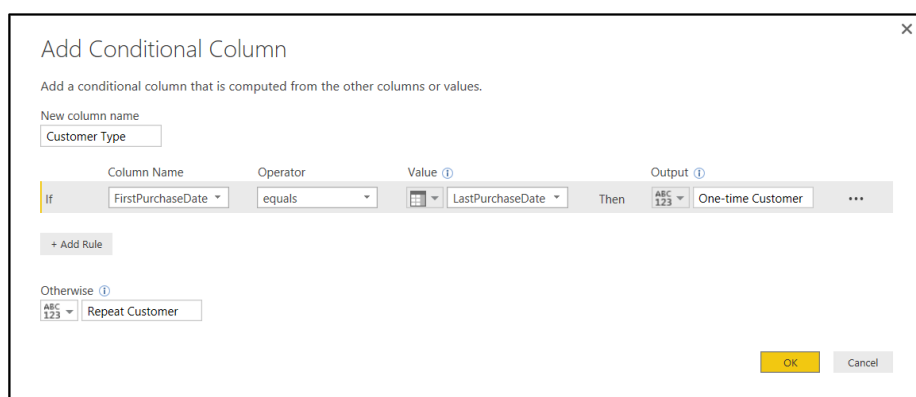 Add Conditional Column
Add a conditional column that is computed from the other columns or values.
New column name
Customer Type
Column Name Operator Value Output
If FirstPurchaseDate equals LastPurchaseDate Then ABC 123 One-time Customer ...
+ Add Rule
Otherwise
ABC 123 Repeat Customer
OK Cancel